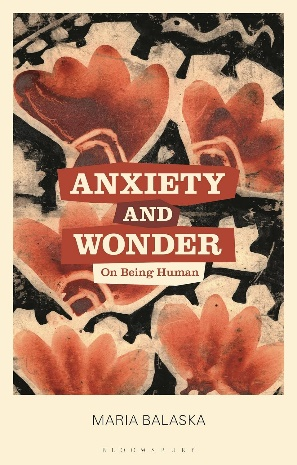 ANXIETY
AND
WONDER
On Being Human
MARIA BALASKA
BLOOMSBURY